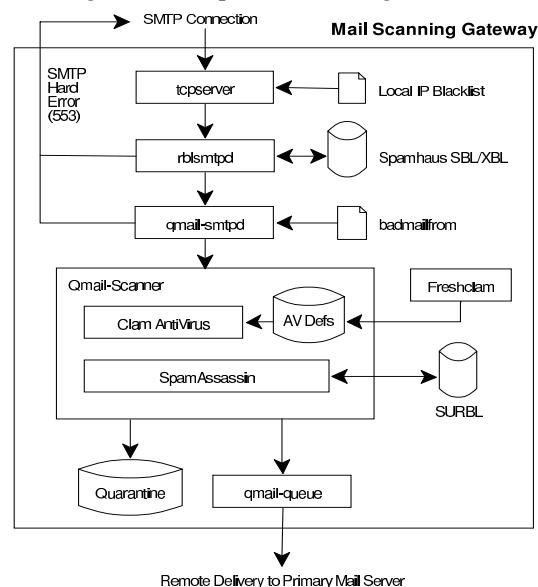 SMTP Connection
Mail Scanning Gateway
SMTP
Hard
Error
(553)
tcpserver
Local IP Blacklist
rblsmtpd
Spamhaus SBL/XBL
qmail-smtpd
badmailfrom
Qmail-Scanner
Freshclam
Clam AntiVirus
AV Defs
SpamAssassin
SURBL
Quarantine
qmail-queue
Remote Delivery to Primary Mail Server